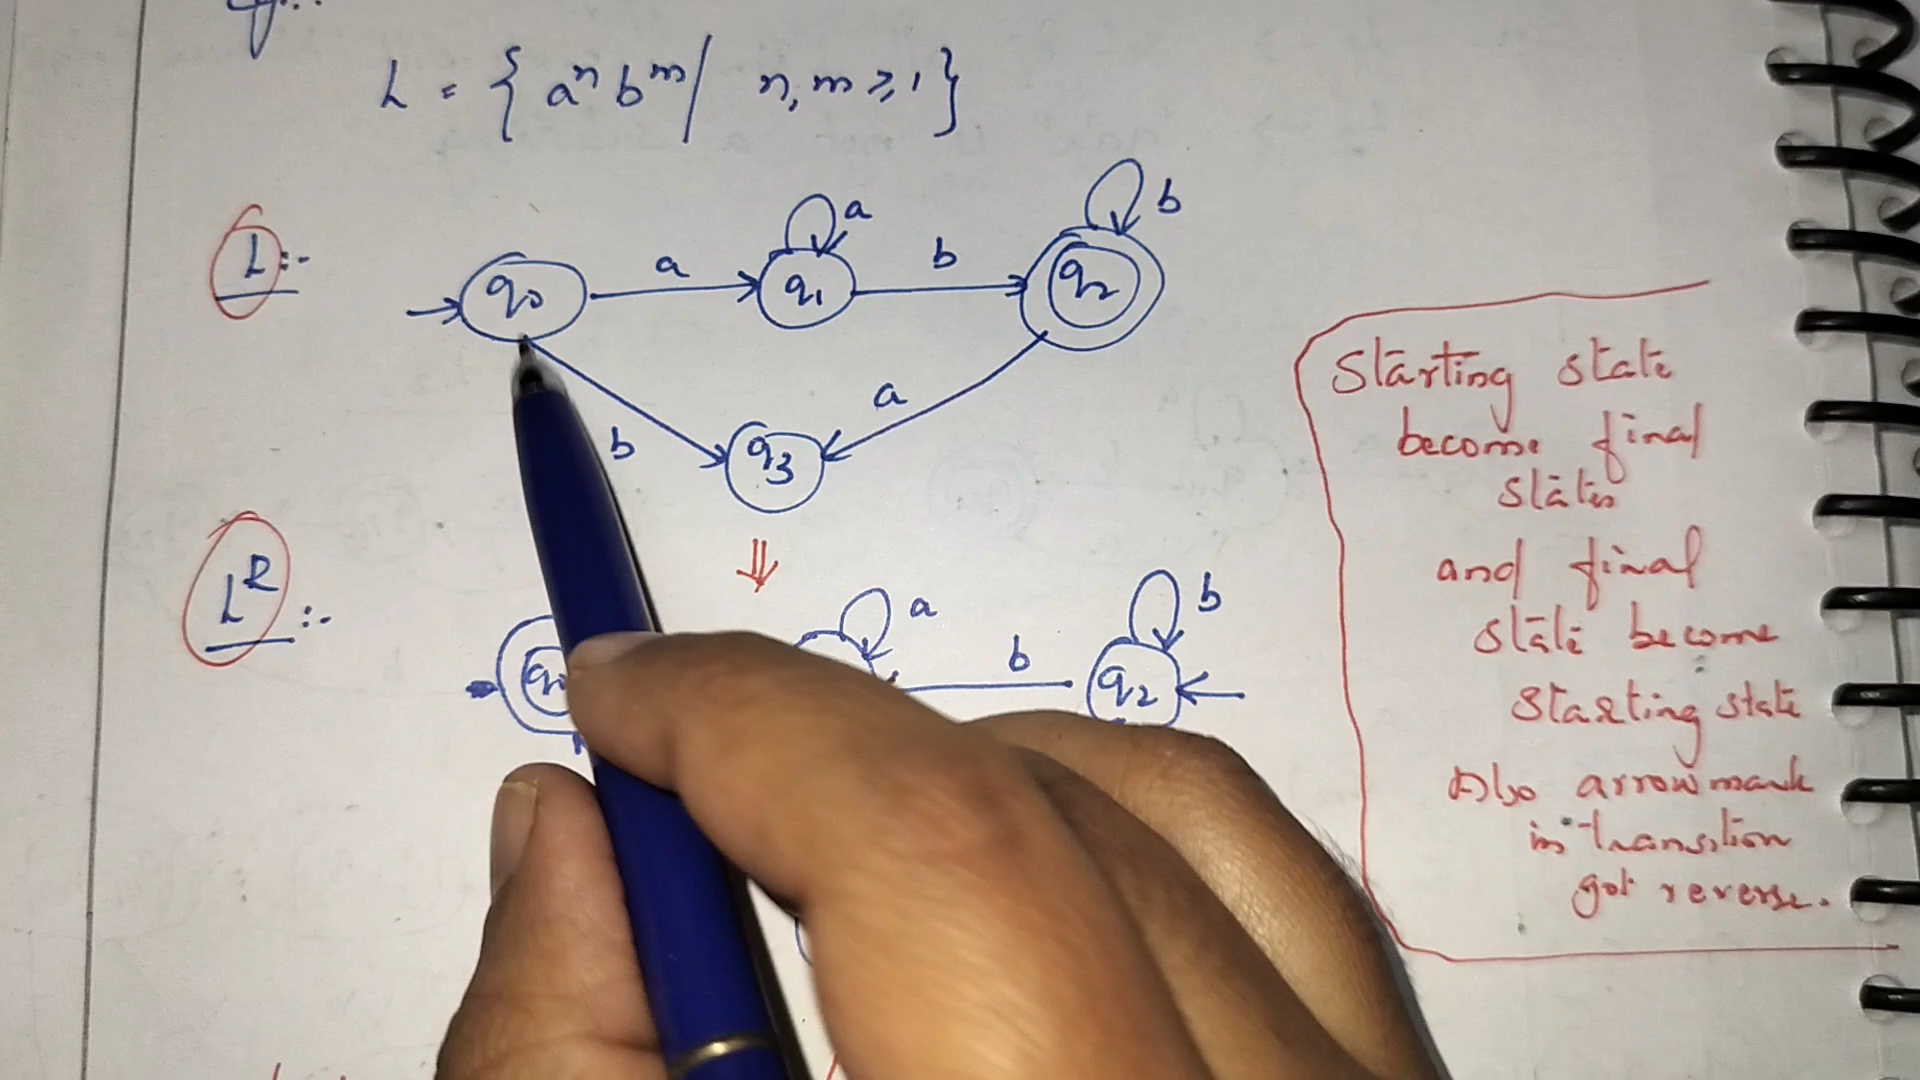 L = { aⁿ bᵐ / n, m ≥ 1 }
L :-
q₀
a
a
q₁
b
b
q₂
b
q₃
a
Lᴿ :-
a
b
b
q₂
Starting state
become final
states
and final
state become
starting state
Also arrow mark
in transition
got reverse.